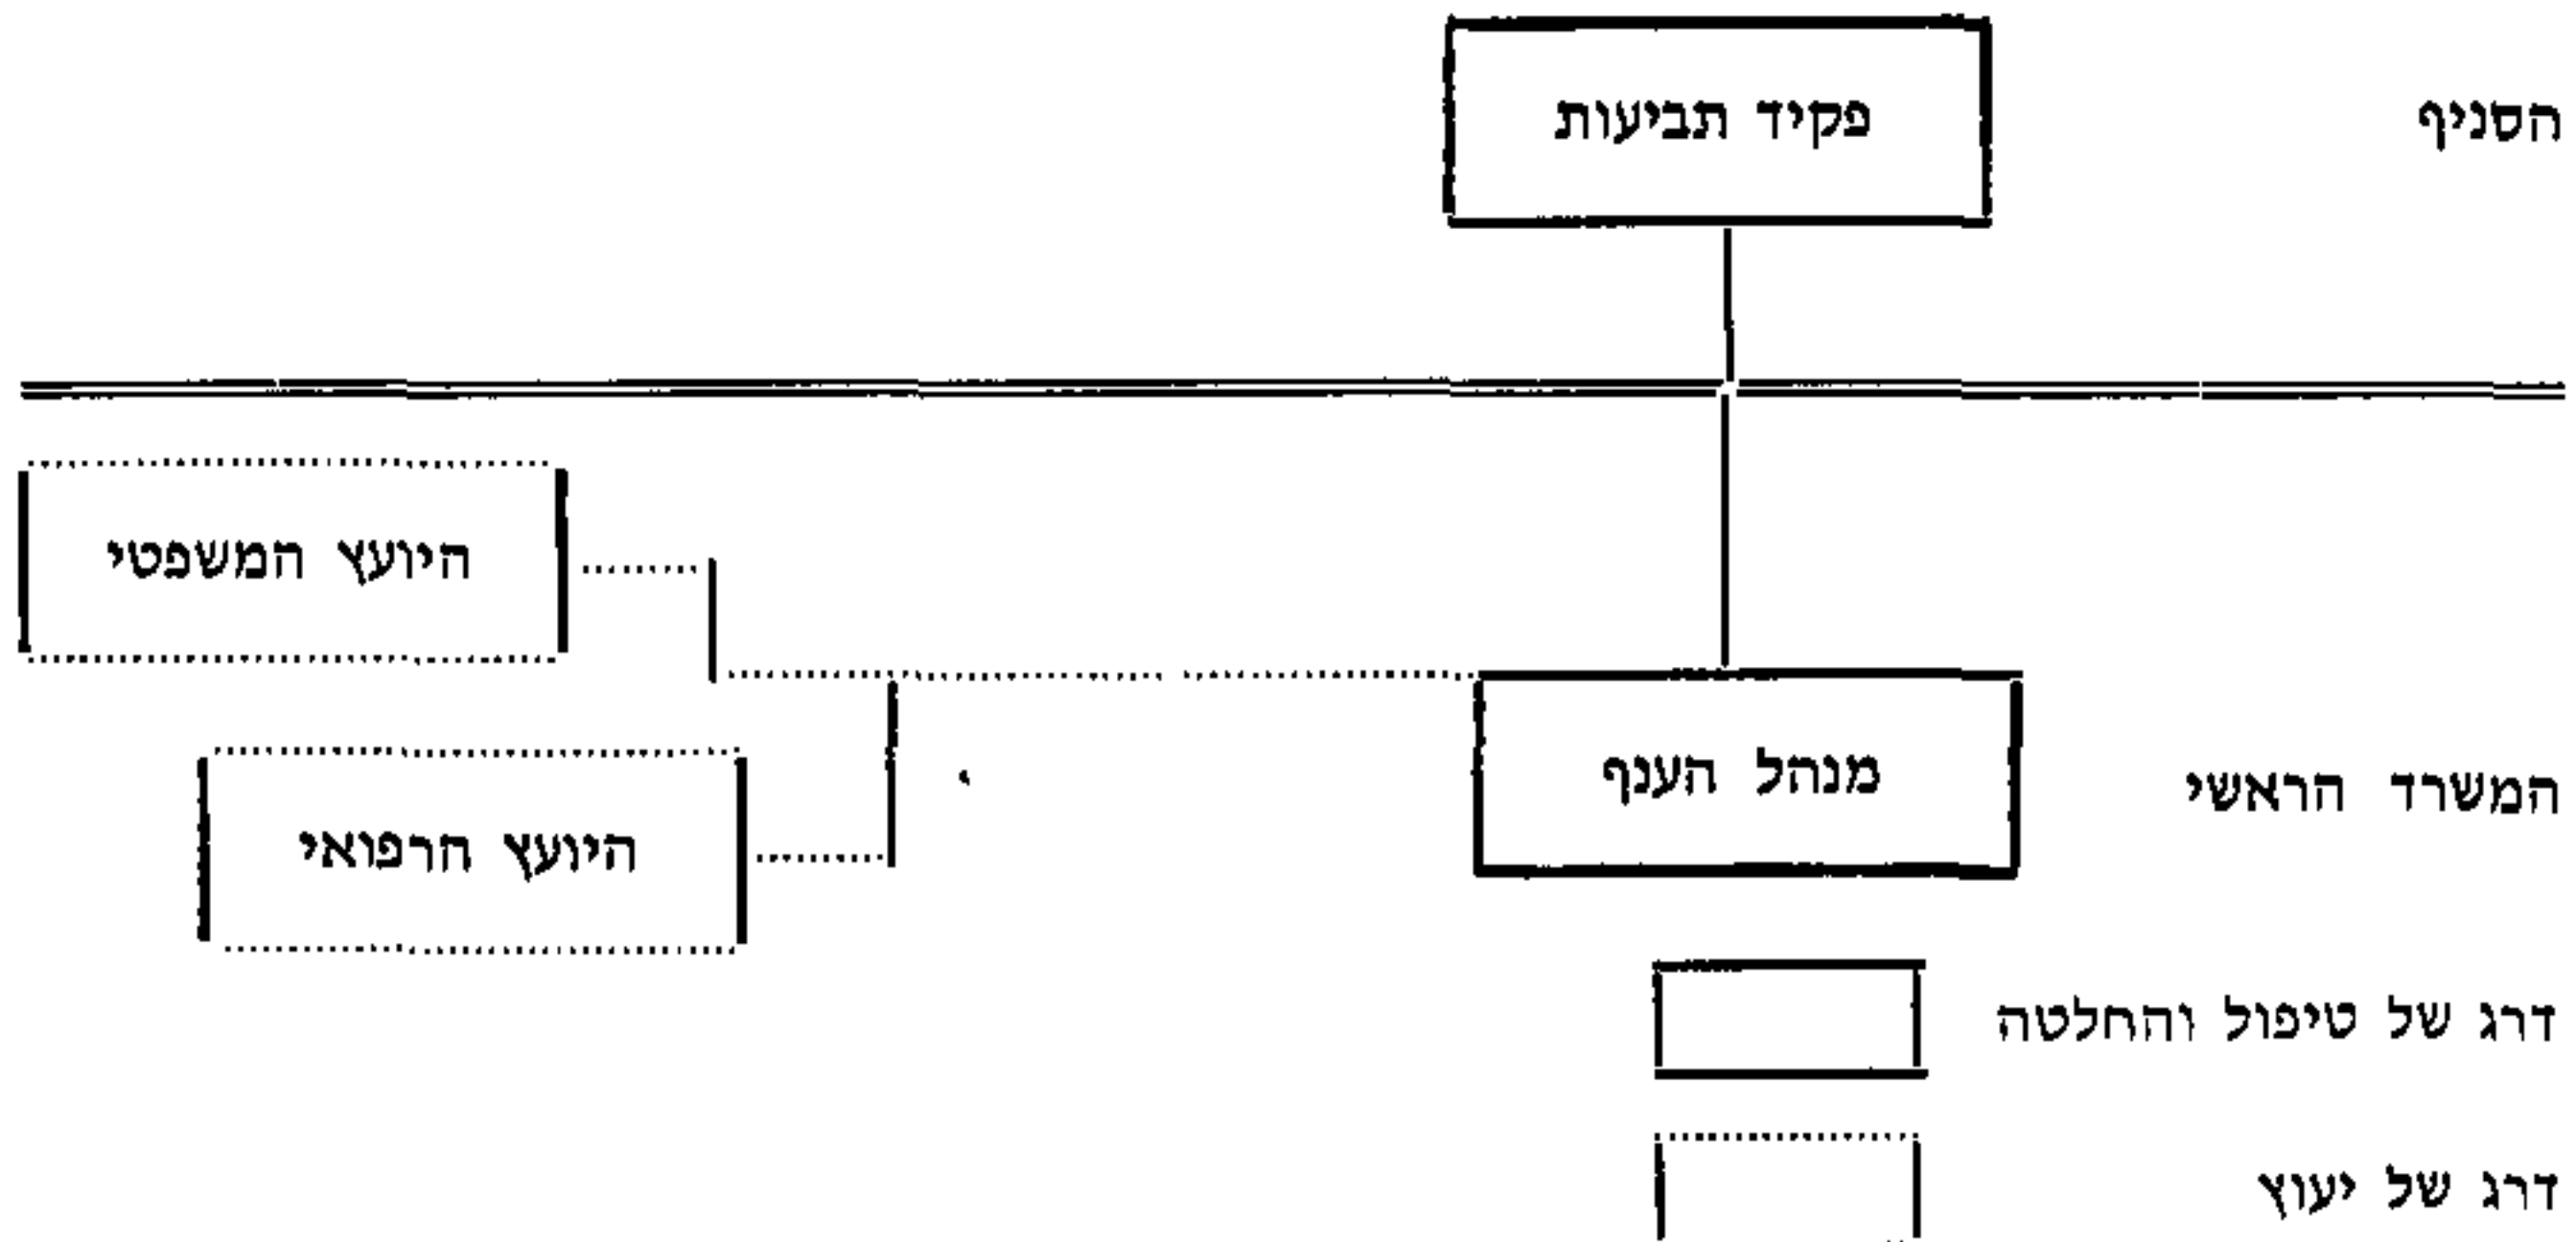 הסניף
פקיד תביעות
היועץ המשפטי
המשרד הראשי
מנהל הענף
היועץ הרפואי
דרג של טיפול והחלטה
דרג של יעוץ